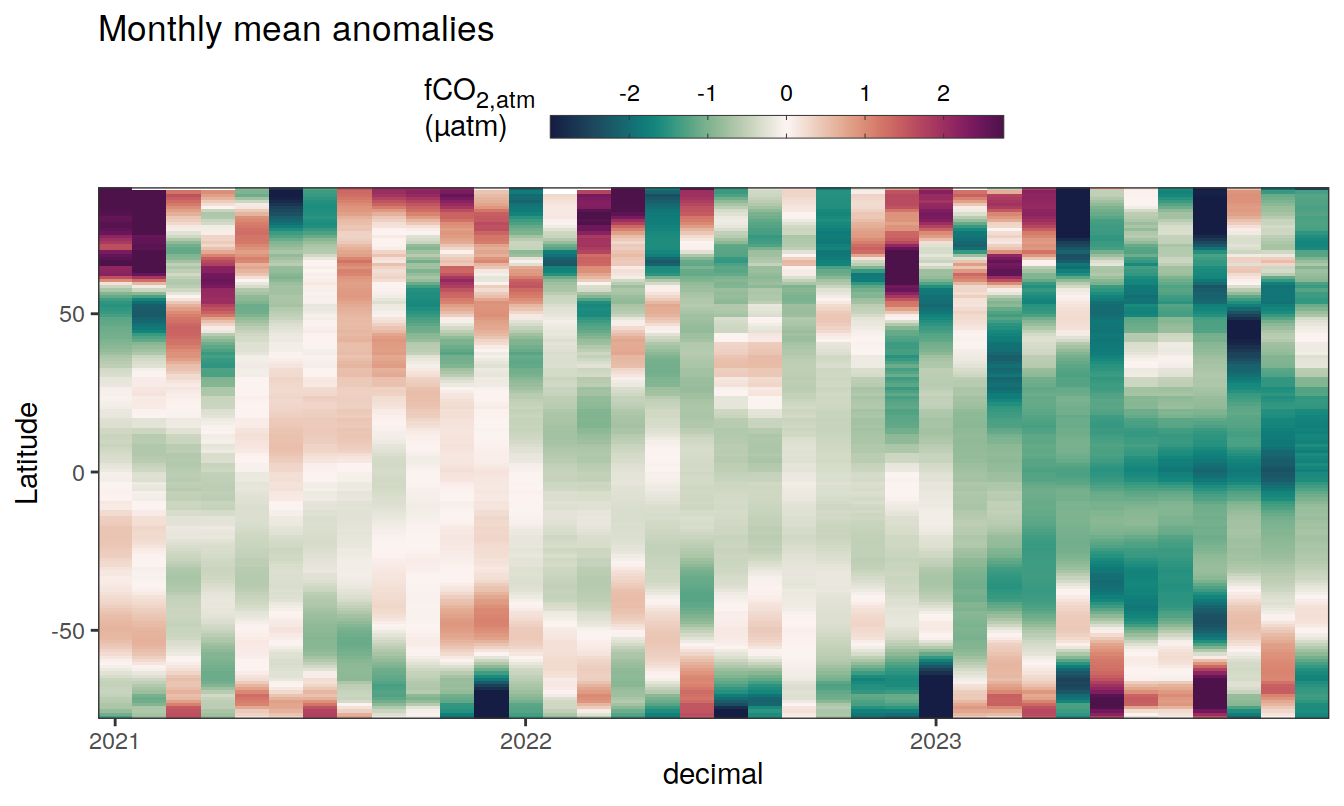 Monthly mean anomalies
fCO2,atm
(µatm)
-2 -1 0 1 2
Latitude
50
0
-50
2021 2022 2023
decimal